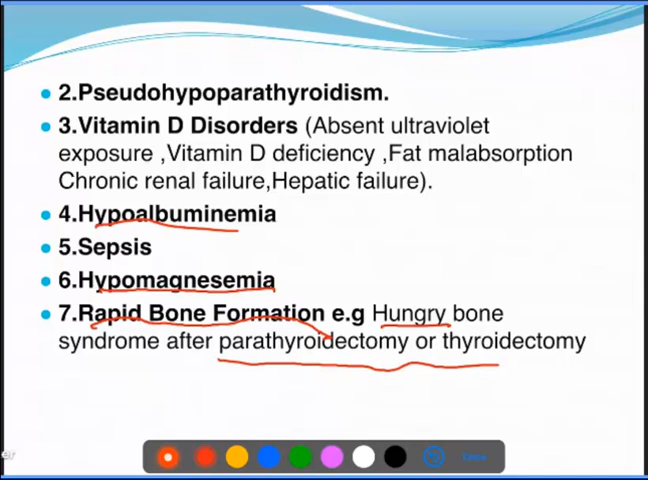 2.Pseudohypoparathyroidism.
3.Vitamin D Disorders (Absent ultraviolet
exposure ,Vitamin D deficiency ,Fat malabsorption
Chronic renal failure,Hepatic failure).
4.Hypoalbuminemia
5.Sepsis
6.Hypomagnesemia
7.Rapid Bone Formation e.g Hungry bone
syndrome after parathyroidectomy or thyroidectomy
er